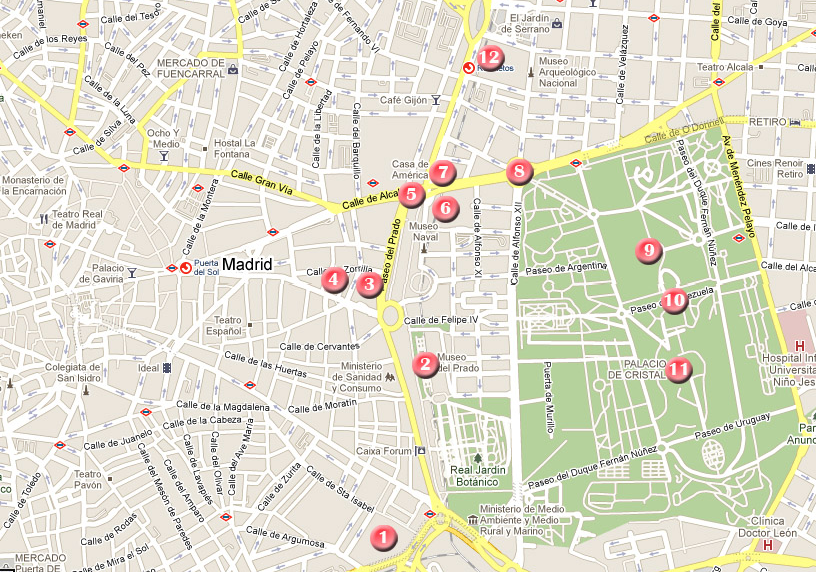 Calle de Hortaleza
Calle de Fernando VI
Calle del Tesoro
Calle de los Reyes
Calle del Pez
MERCADO DE
FUENCARRAL
Calle de Pelayo
El Jardín
de Serrano
Calle de Velázquez
Calle de Goya
Teatro Alcala
12
Museo
Arqueológico
Nacional
Café Gijón
Calle de la Luna
Calle de Silva
Calle de la Libertad
Calle del Barquillo
Ocho Y
Medio
Hostal La
Fontana
Calle de O'Donnell
RETIRO
Cines Renoir
Retiro
Av de Menéndez Pelayo
Paseo del Duque Fernán Núñez
Monasterio de
la Encarnación
Casa de
América
7
8
5
6
Calle Gran Vía
Calle de Alcalá
Calle de la Montera
Teatro Real
de Madrid
Museo
Naval
Paseo del Prado
Calle de Alfonso XI
Calle de Alfonso XII
9
Palacio
de Gaviria
Puerta
del Sol
Madrid
Calle de Zorrilla
4
3
Paseo de Argentina
10
Calle de Felipe IV
Teatro
Español
Calle de Cervantes
Calle de las Huertas
Ministerio
de Sanidad
y Consumo
2
Museo
del Prado
PALACIO
DE CRISTAL
11
H
Hospital Inf
Universita
Niño Jes
Colegiata de
San Isidro
Ideal
Puerta de Murillo
Calle de la Magdalena
Calle de Moratín
Calle de la Cabeza
Calle de Juanelo
Calle del Ave María
Calle del Olivar
Calle de Lavapiés
Caixa Forum
Paseo de Uruguay
Real Jardín
Botánico
Paseo del Duque Fernán Núñez
Teatro
Pavón
Calle de Toledo
Calle del Amparo
Calle del Mesón de Paredes
Calle de Zurita
Calle de Sta Isabel
Calle de Rodas
Calle de Mira el Sol
Calle de Argumosa
1
Ministerio de Medio
Ambiente y Medio
Rural y Marino
Clínica
Doctor León
H
MERCADO
Puerta DE